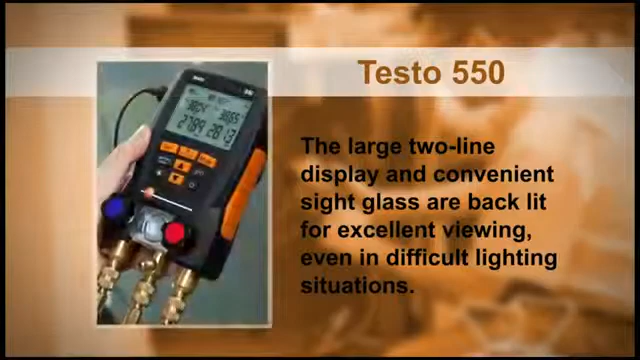 Testo 550
The large two-line
display and convenient
sight glass are back lit
for excellent viewing,
even in difficult lighting
situations.